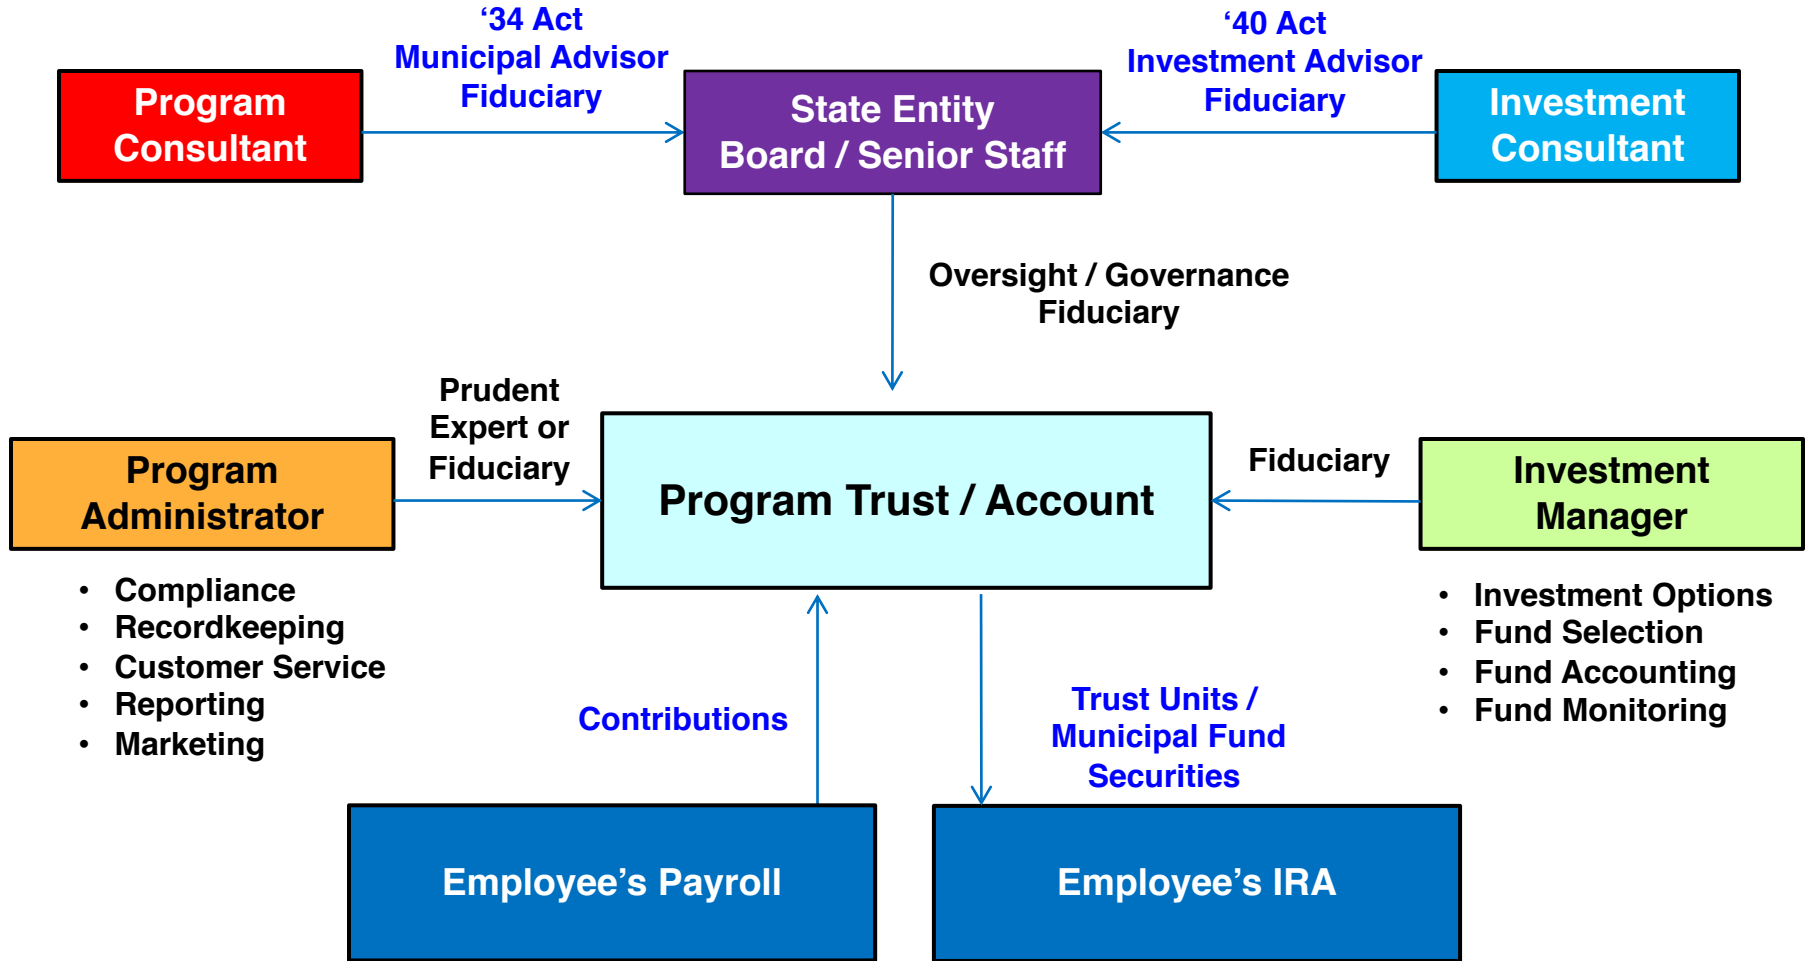 ‘34 Act
Municipal Advisor
Fiduciary
‘40 Act
Investment Advisor
Fiduciary
Program
Consultant
State Entity
Board / Senior Staff
Investment
Consultant
Oversight / Governance
Fiduciary
Prudent
Expert or
Fiduciary
Program
Administrator
Program Trust / Account
Fiduciary
Investment
Manager
• Compliance
• Recordkeeping
• Customer Service
• Reporting
• Marketing
• Investment Options
• Fund Selection
• Fund Accounting
• Fund Monitoring
Contributions
Trust Units /
Municipal Fund
Securities
Employee’s Payroll
Employee’s IRA